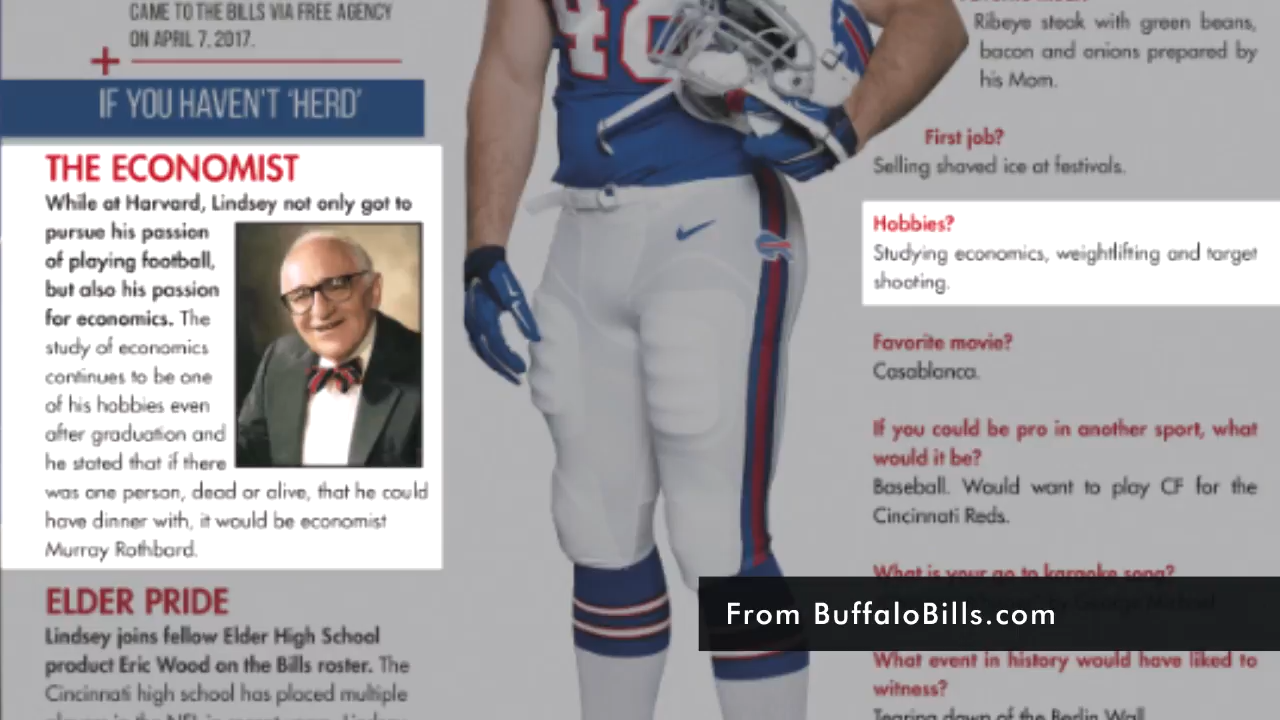 CAME TO THE BILLS VIA FREE AGENCY
ON APRIL 7, 2017.
IF YOU HAVEN'T ‘HERD’
THE ECONOMIST
While at Harvard, Lindsey not only got to
pursue his passion
of playing football,
but also his passion
for economics. The
study of economics
continues to be one
of his hobbies even
after graduation and
he stated that if there
was one person, dead or alive, that he could
have dinner with, it would be economist
Murray Rothbard.
ELDER PRIDE
Lindsey joins fellow Elder High School
product Eric Wood on the Bills roster. The
Cincinnati high school has placed multiple
Ribeye steak with green beans,
bacon and onions prepared by
his Mom.
First job?
Selling shaved ice at festivals.
Hobbies?
Studying economics, weightlifting and target
shooting.
Favorite movie?
Casablanca.
If you could be pro in another sport, what
would it be?
Baseball. Would want to play CF for the
Cincinnati Reds.
What is your go to karaoke song?
From BuffaloBills.com
What event in history would have liked to
witness?
Tearing down of the Berlin Wall